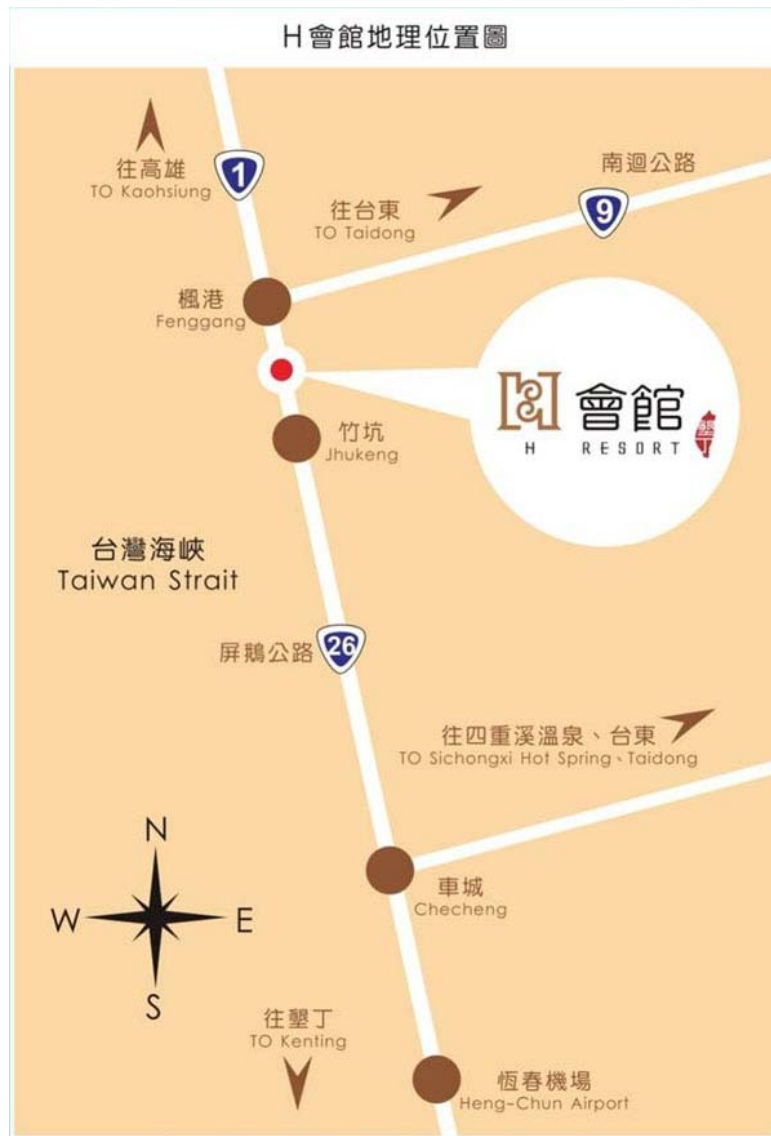 H會館地理位置圖
往高雄
TO Kaohsiung
1
南迴公路
往台東
TO Taidong
9
楓港
Fenggang
會館
H RESORT
墾丁
竹坑
Jhukeng
台灣海峽
Taiwan Strait
屏鵝公路
26
往四重溪溫泉、台東
TO Sichongxi Hot Spring、Taidong
N
W
E
S
車城
Checheng
往墾丁
TO Kenting
恆春機場
Heng-Chun Airport